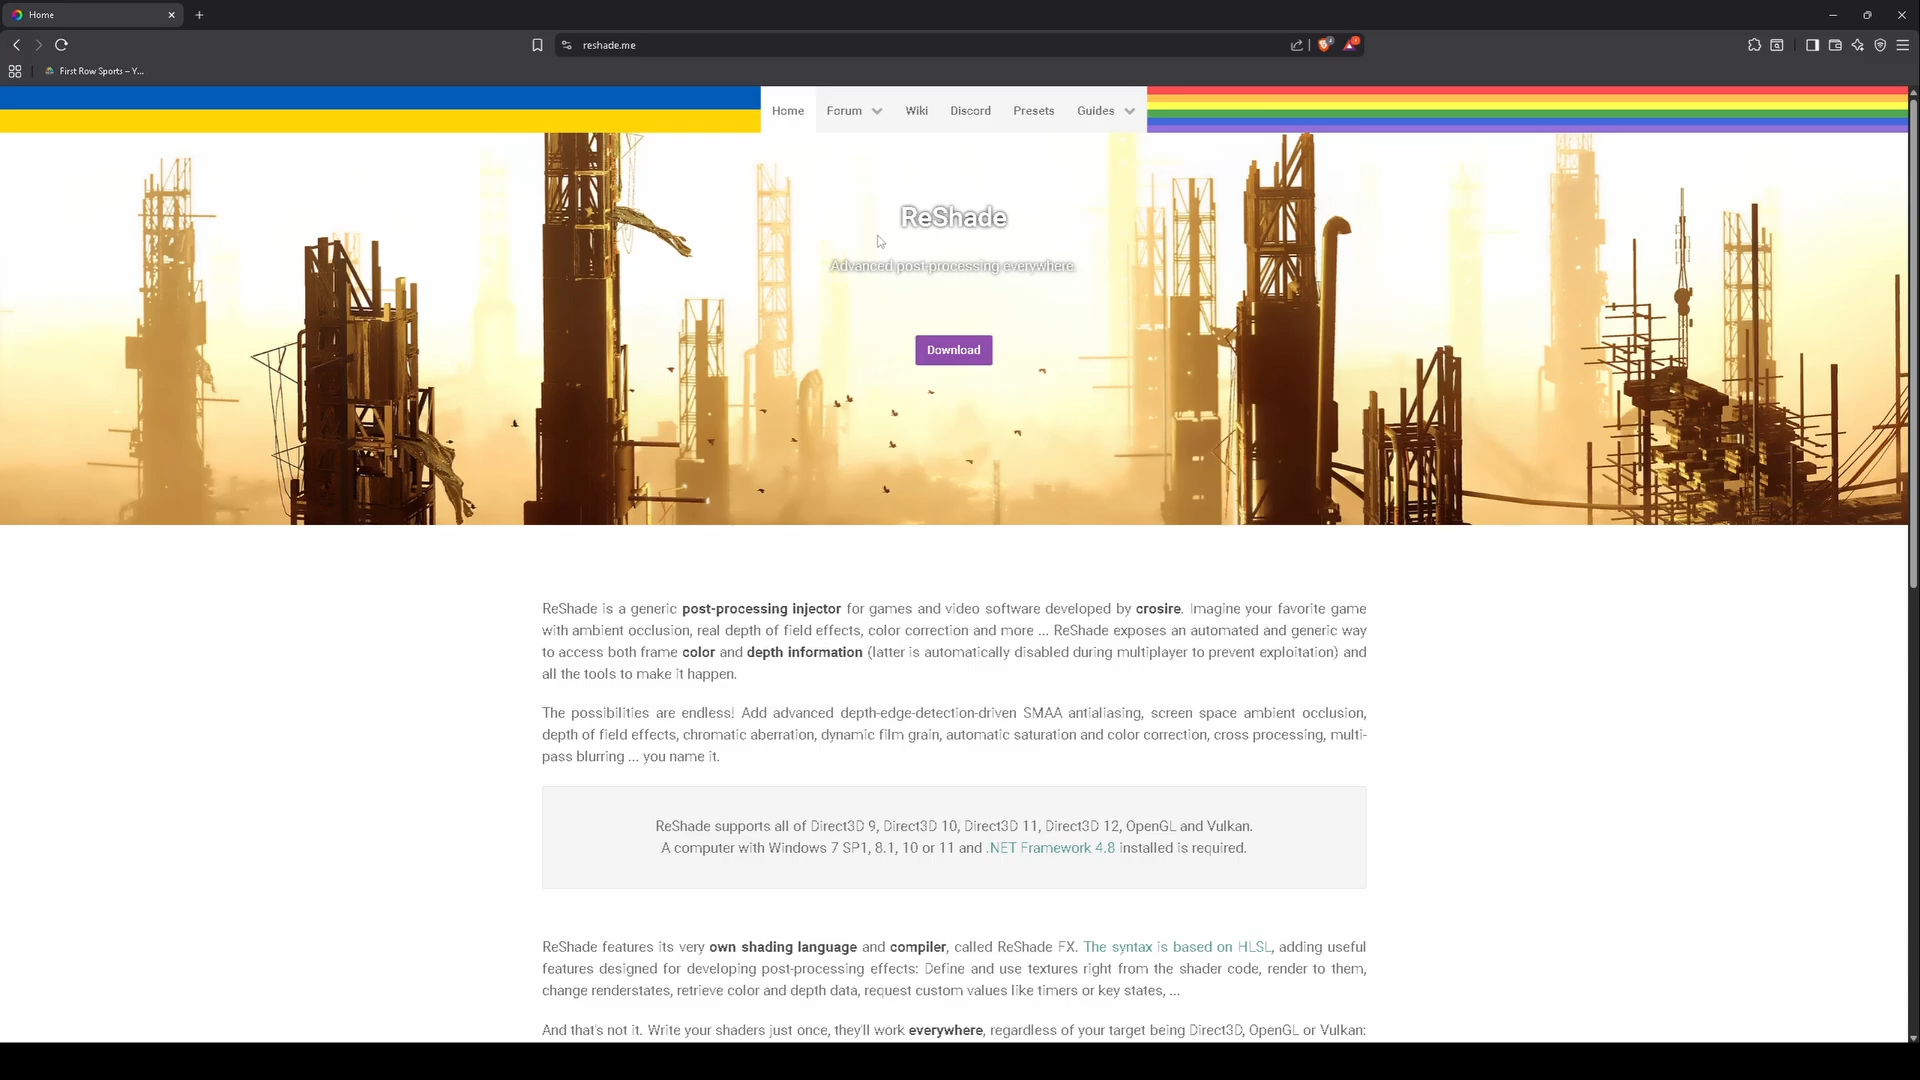 Home
reshade.me
First Row Sports – Y...
Home Forum Wiki Discord Presets Guides
ReShade
Advanced post-processing everywhere.
Download
ReShade is a generic post-processing injector for games and video software developed by crosire. Imagine your favorite game
with ambient occlusion, real depth of field effects, color correction and more ... ReShade exposes an automated and generic way
to access both frame color and depth information (latter is automatically disabled during multiplayer to prevent exploitation) and
all the tools to make it happen.
The possibilities are endless! Add advanced depth-edge-detection-driven SMAA antialiasing, screen space ambient occlusion,
depth of field effects, chromatic aberration, dynamic film grain, automatic saturation and color correction, cross processing, multi-
pass blurring ... you name it.
ReShade supports all of Direct3D 9, Direct3D 10, Direct3D 11, Direct3D 12, OpenGL and Vulkan.
A computer with Windows 7 SP1, 8.1, 10 or 11 and .NET Framework 4.8 installed is required.
ReShade features its very own shading language and compiler, called ReShade FX. The syntax is based on HLSL, adding useful
features designed for developing post-processing effects: Define and use textures right from the shader code, render to them,
change renderstates, retrieve color and depth data, request custom values like timers or key states, ...
And that's not it. Write your shaders just once, they'll work everywhere, regardless of your target being Direct3D, OpenGL or Vulkan: